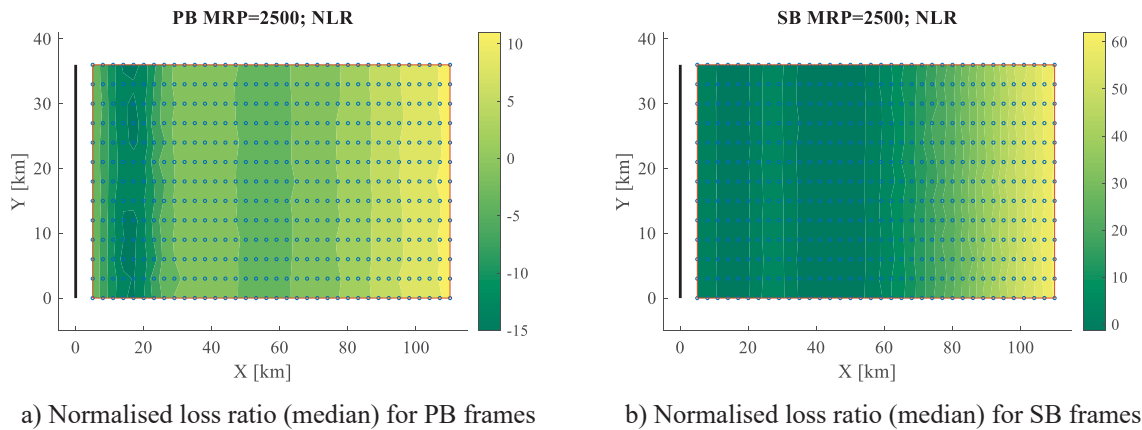 PB MRP=2500; NLR
40
30
20
10
0
Y [km]
0 20 40 60 80 100
X [km]
10
5
0
-5
-10
-15
a) Normalised loss ratio (median) for PB frames
SB MRP=2500; NLR
40
30
20
10
0
Y [km]
0 20 40 60 80 100
X [km]
60
50
40
30
20
10
0
b) Normalised loss ratio (median) for SB frames